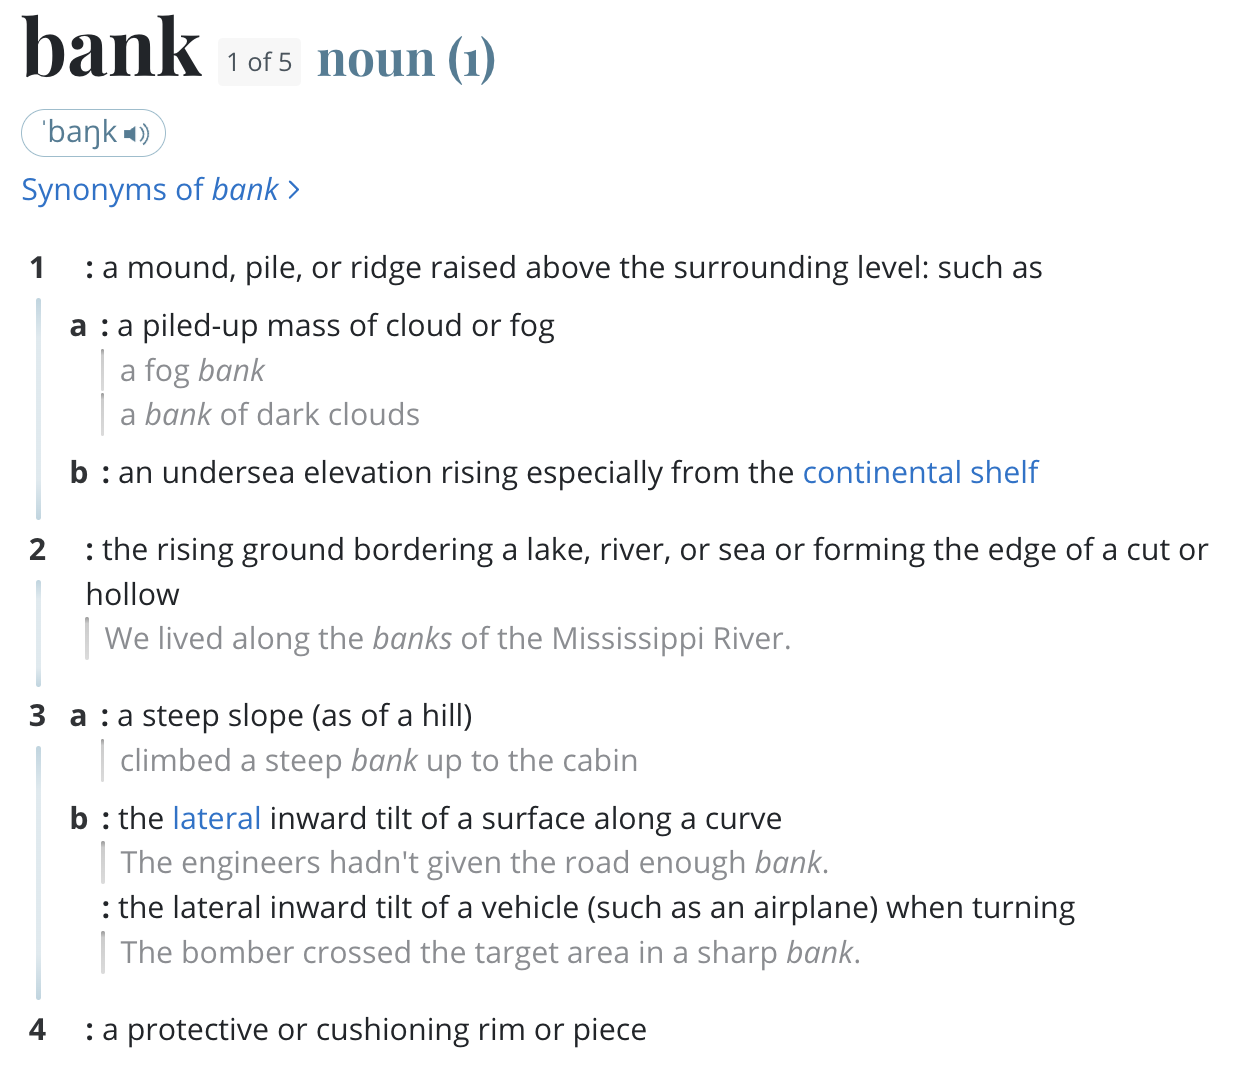 bank 1 of 5 noun (1)
ˈbaŋk
Synonyms of bank >
1 : a mound, pile, or ridge raised above the surrounding level: such as
a : a piled-up mass of cloud or fog
a fog bank
a bank of dark clouds
b : an undersea elevation rising especially from the continental shelf
2 : the rising ground bordering a lake, river, or sea or forming the edge of a cut or
hollow
We lived along the banks of the Mississippi River.
3 a : a steep slope (as of a hill)
climbed a steep bank up to the cabin
b : the lateral inward tilt of a surface along a curve
The engineers hadn't given the road enough bank.
: the lateral inward tilt of a vehicle (such as an airplane) when turning
The bomber crossed the target area in a sharp bank.
4 : a protective or cushioning rim or piece